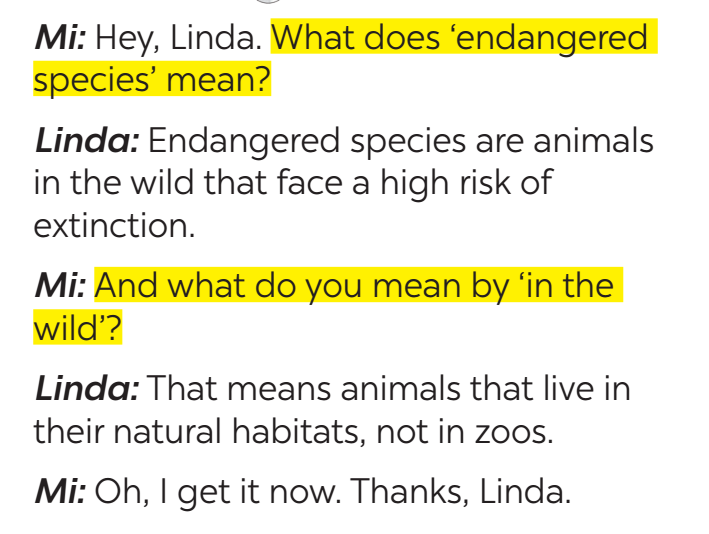 Mi: Hey, Linda. What does ‘endangered
species’ mean?
Linda: Endangered species are animals
in the wild that face a high risk of
extinction.
Mi: And what do you mean by ‘in the
wild’?
Linda: That means animals that live in
their natural habitats, not in zoos.
Mi: Oh, I get it now. Thanks, Linda.